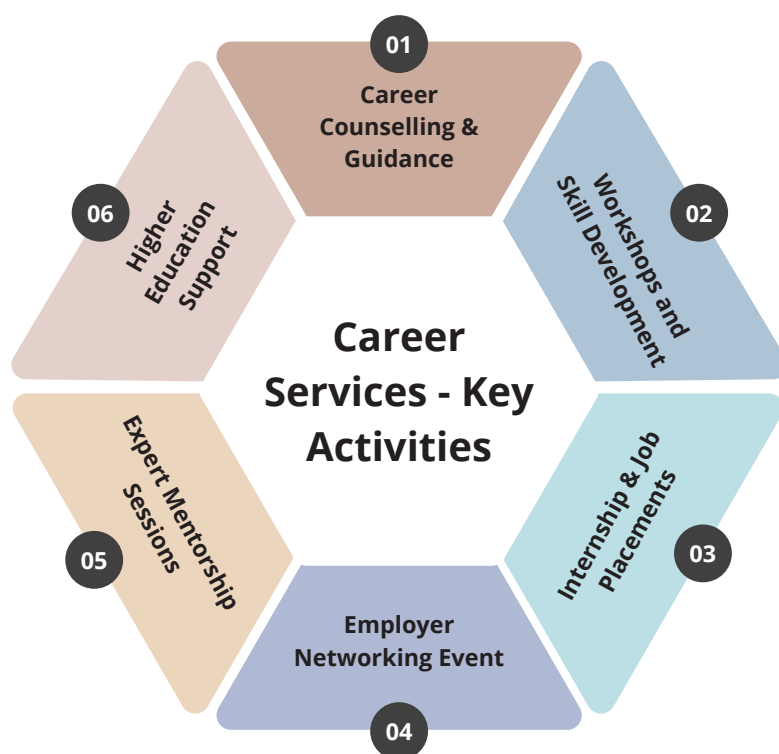 01
Career
Counselling &
Guidance
02
Workshops and
Skill Development
03
Internship & Job
Placements
04
Employer
Networking Event
05
Expert Mentorship
Sessions
06
Higher
Education
Support
Career
Services - Key
Activities